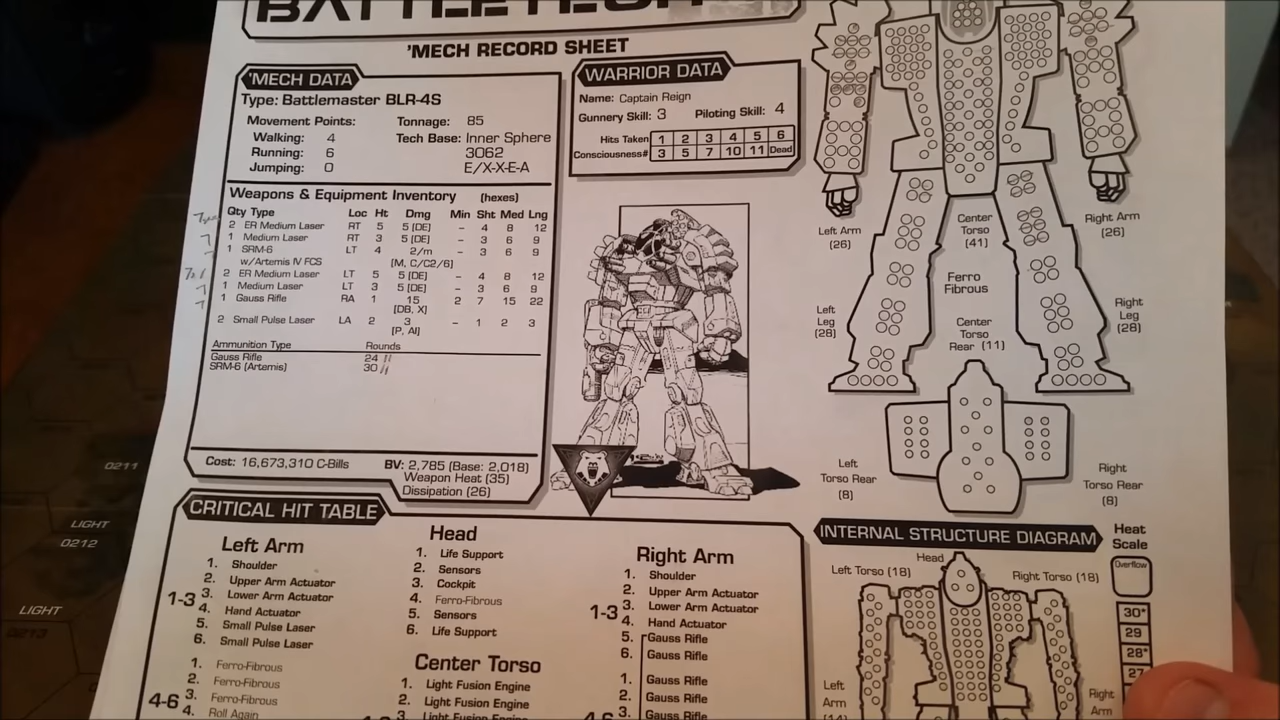 BATTLETECH
'MECH RECORD SHEET
'MECH DATA
Type: Battlemaster BLR-4S
Movement Points: Tonnage: 85
Walking: 4 Tech Base: Inner Sphere
Running: 6 3062
Jumping: 0 E/X-X-E-A
Weapons & Equipment Inventory (hexes)
Qty Type Loc Ht Dmg Min Sht Med Lng
2 ER Medium Laser RT 5 5 [DE] – 4 8 12
1 Medium Laser RT 3 5 [DE] – 3 6 9
1 SRM-6 LT 4 2/m – 3 6 9
w/Artemis IV FCS [M, C/C2/6]
2 ER Medium Laser LT 5 5 [DE] – 4 8 12
1 Medium Laser LT 3 5 [DE] – 3 6 9
1 Gauss Rifle RA 1 15 2 7 15 22
[DB, X]
2 Small Pulse Laser LA 2 3 – 1 2 3
[P, AI]
Ammunition Type Rounds
Gauss Rifle 24
SRM-6 (Artemis) 30
Cost: 16,673,310 C-Bills BV: 2,785 (Base: 2,018)
Weapon Heat (35)
Dissipation (26)
WARRIOR DATA
Name: Captain Reign
Gunnery Skill: 3 Piloting Skill: 4
Hits Taken 1 2 3 4 5 6
Consciousness# 3 5 7 10 11 Dead
Left Arm
(26)
Center
Torso
(41)
Right Arm
(26)
Ferro
Fibrous
Left
Leg
(28)
Center
Torso
Rear (11)
Right
Leg
(28)
Left
Torso Rear
(8)
Right
Torso Rear
(8)
CRITICAL HIT TABLE
Left Arm
1. Shoulder
2. Upper Arm Actuator
1-3 3. Lower Arm Actuator
4. Hand Actuator
5. Small Pulse Laser
6. Small Pulse Laser
1. Ferro-Fibrous
2. Ferro-Fibrous
4-6 3. Ferro-Fibrous
4. Roll Again
Head
1. Life Support
2. Sensors
3. Cockpit
4. Ferro-Fibrous
5. Sensors
6. Life Support
Center Torso
1. Light Fusion Engine
2. Light Fusion Engine
3. Light Fusion Engine
Right Arm
1. Shoulder
2. Upper Arm Actuator
1-3 3. Lower Arm Actuator
4. Hand Actuator
5. Gauss Rifle
6. Gauss Rifle
1. Gauss Rifle
2. Gauss Rifle
3. Gauss Rifle
INTERNAL STRUCTURE DIAGRAM
Head
Left Torso (18) Right Torso (18)
Left
Arm
(14)
Right
Arm
Heat
Scale
Overflow
30*
29
28*
27
0211
LIGHT
0212
LIGHT
0213